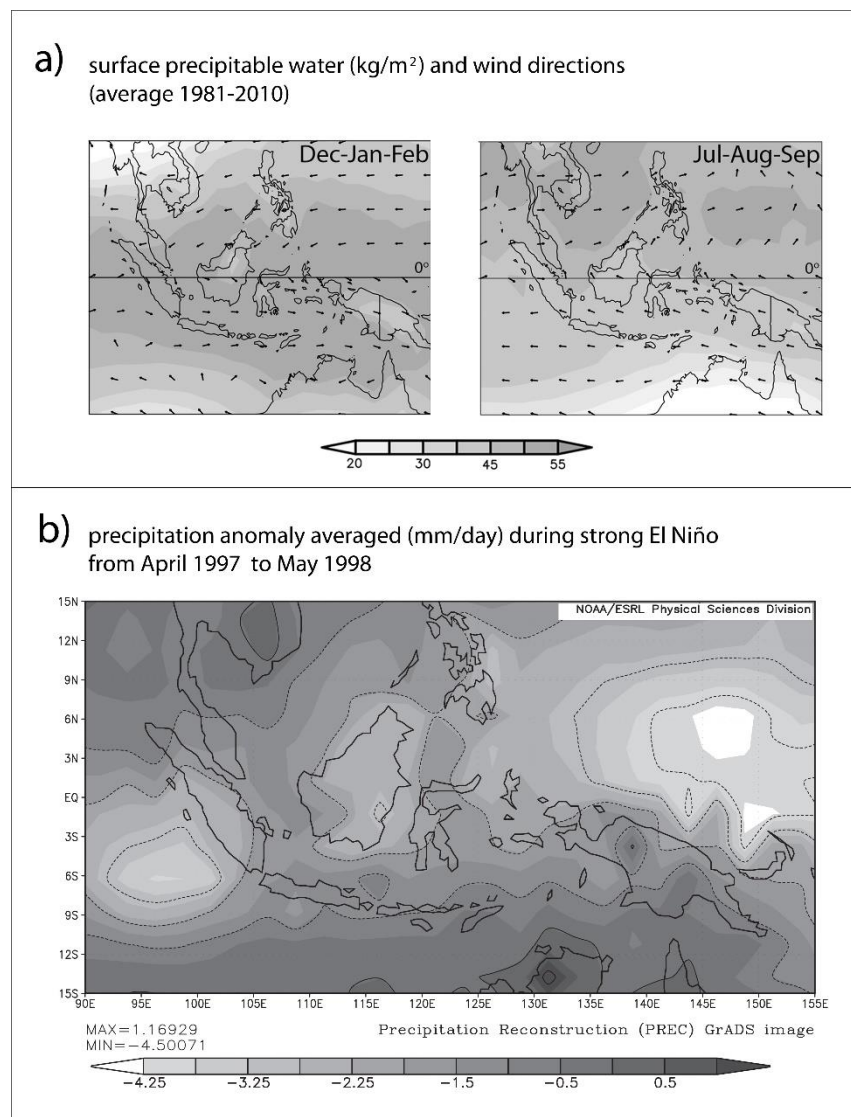 a) surface precipitable water (kg/m²) and wind directions
(average 1981-2010)
Dec-Jan-Feb
Jul-Aug-Sep
0°
0°
20 30 45 55
b) precipitation anomaly averaged (mm/day) during strong El Niño
from April 1997 to May 1998
NOAA/ESRL Physical Sciences Division
15N
12N
9N
6N
3N
EQ
3S
6S
9S
12S
15S
90E 95E 100E 105E 110E 115E 120E 125E 130E 135E 140E 145E 150E 155E
MAX=1.16929
MIN=-4.50071
Precipitation Reconstruction (PREC) GrADS image
-4.25 -3.25 -2.25 -1.5 -0.5 0.5